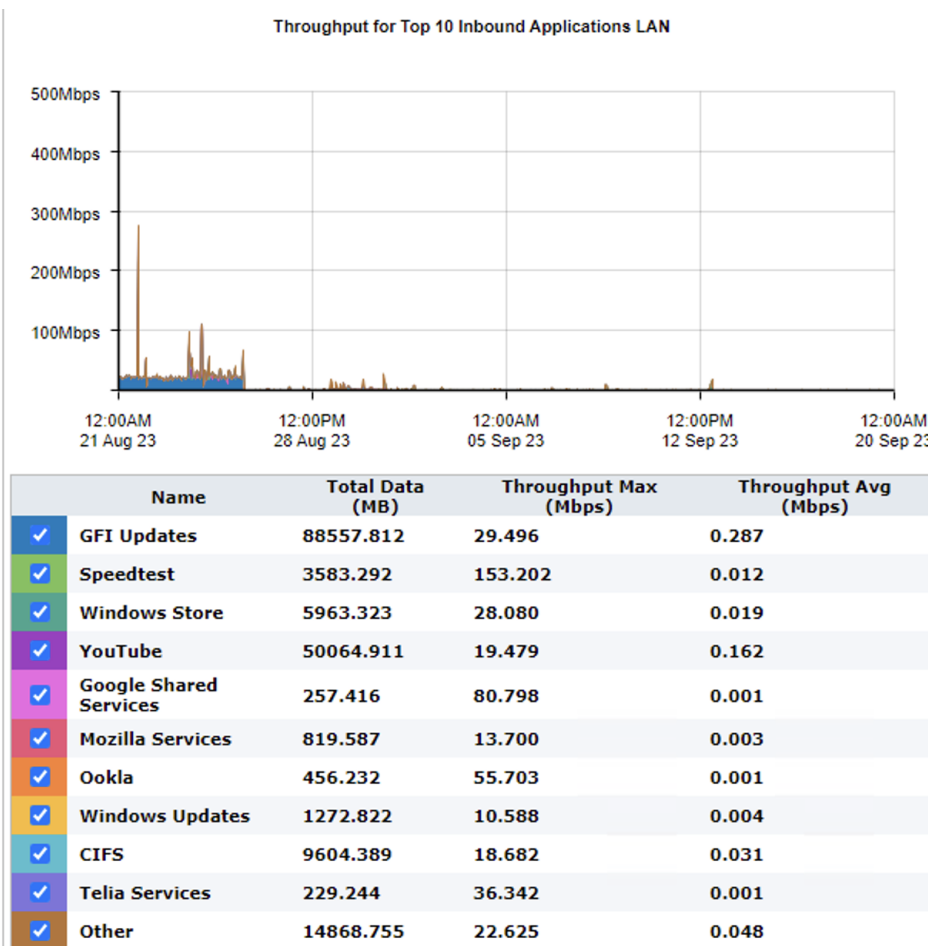 Throughput for Top 10 Inbound Applications LAN
500Mbps
400Mbps
300Mbps
200Mbps
100Mbps
12:00AM 12:00PM 12:00AM 12:00PM 12:00AM
21 Aug 23 28 Aug 23 05 Sep 23 12 Sep 23 20 Sep 23
Name Total Data (MB) Throughput Max (Mbps) Throughput Avg (Mbps)
GFI Updates 88557.812 29.496 0.287
Speedtest 3583.292 153.202 0.012
Windows Store 5963.323 28.080 0.019
YouTube 50064.911 19.479 0.162
Google Shared Services 257.416 80.798 0.001
Mozilla Services 819.587 13.700 0.003
Ookla 456.232 55.703 0.001
Windows Updates 1272.822 10.588 0.004
CIFS 9604.389 18.682 0.031
Telia Services 229.244 36.342 0.001
Other 14868.755 22.625 0.048